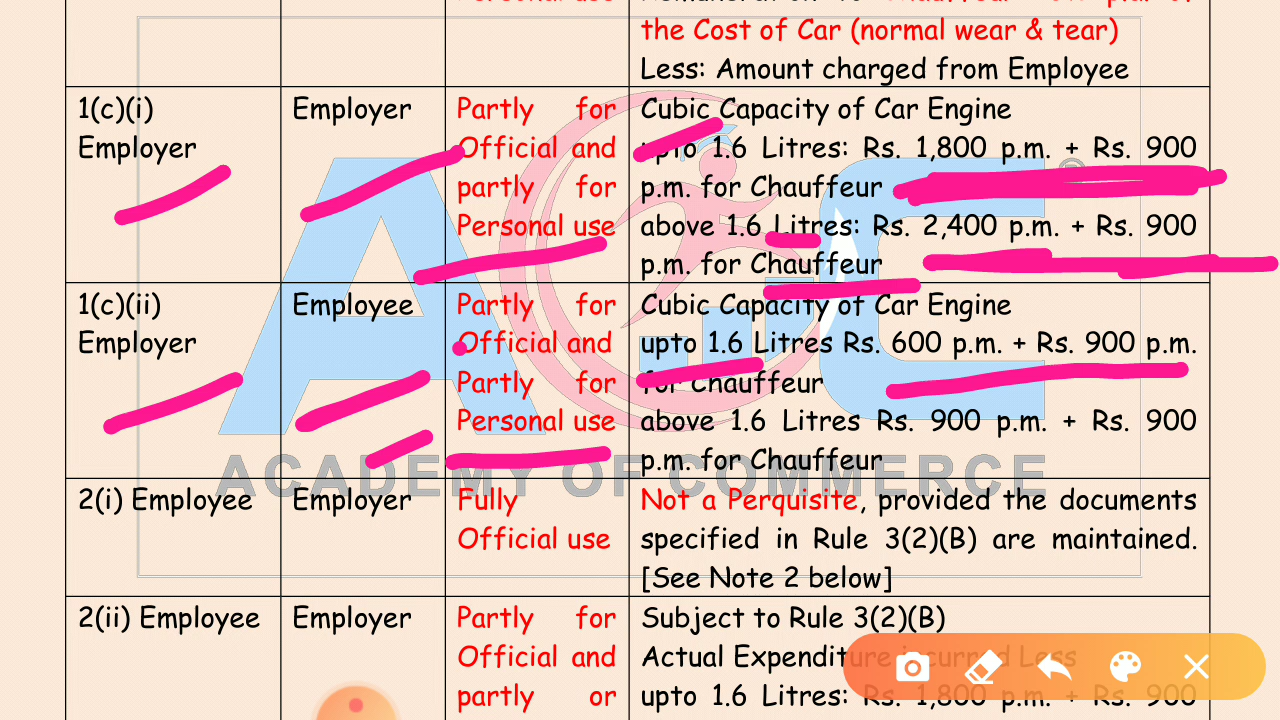 Personal use
the Cost of Car (normal wear & tear)
Less: Amount charged from Employee
1(c)(i)
Employer
Employer
Partly for
Official and
partly for
Personal use
Cubic Capacity of Car Engine
upto 1.6 Litres: Rs. 1,800 p.m. + Rs. 900
p.m. for Chauffeur
above 1.6 Litres: Rs. 2,400 p.m. + Rs. 900
p.m. for Chauffeur
1(c)(ii)
Employer
Employee
Partly for
Official and
Partly for
Personal use
Cubic Capacity of Car Engine
upto 1.6 Litres Rs. 600 p.m. + Rs. 900 p.m.
for Chauffeur
above 1.6 Litres Rs. 900 p.m. + Rs. 900
p.m. for Chauffeur
2(i) Employee
Employer
Fully
Official use
Not a Perquisite, provided the documents
specified in Rule 3(2)(B) are maintained.
[See Note 2 below]
2(ii) Employee
Employer
Partly for
Official and
partly or
Subject to Rule 3(2)(B)
Actual Expenditure incurred Less
upto 1.6 Litres: Rs. 1,800 p.m. + Rs. 900
A C
®
ACADEMY OF COMMERCE